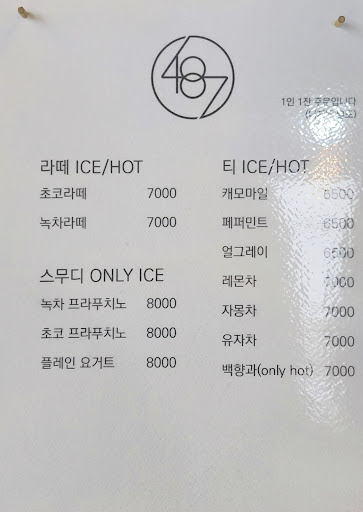 487
1인 1잔 주문입니다
라떼 ICE/HOT
초코라떼 7000
녹차라떼 7000
스무디 ONLY ICE
녹차 프라푸치노 8000
초코 프라푸치노 8000
플레인 요거트 8000
티 ICE/HOT
캐모마일 6500
페퍼민트 6500
얼그레이 6500
레몬차 7000
자몽차 7000
유자차 7000
백향과(only hot) 7000